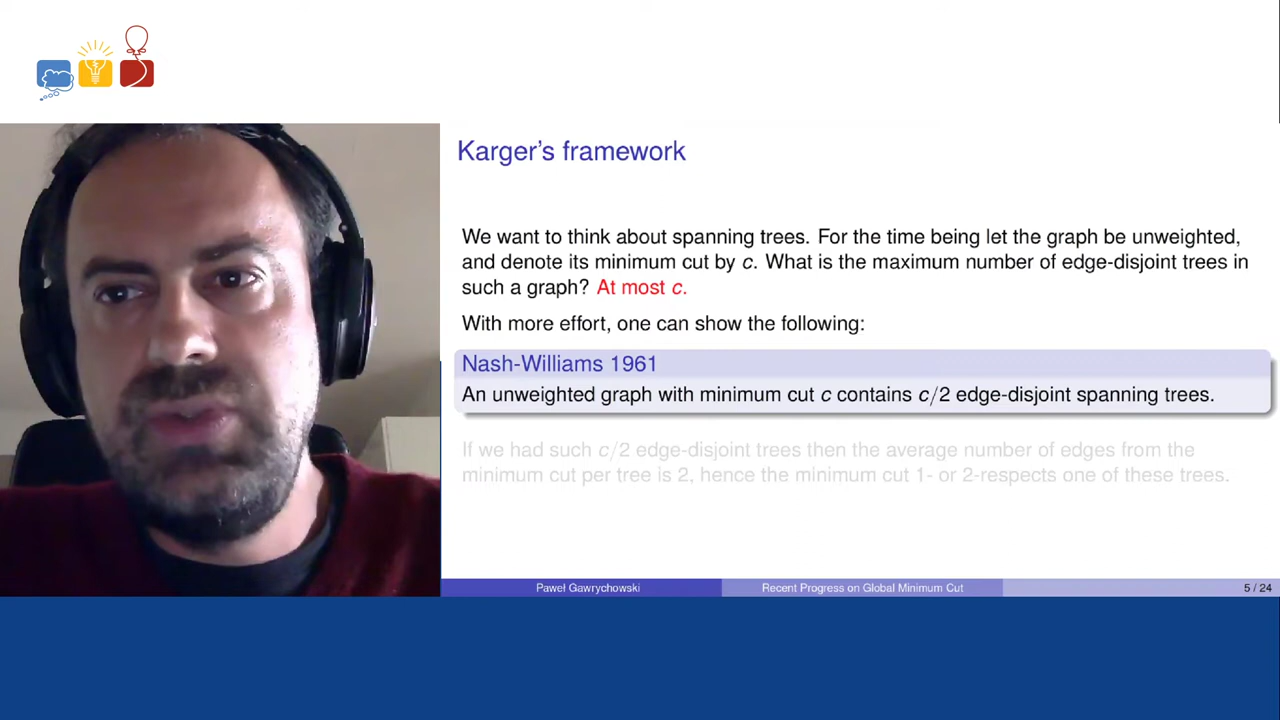 Karger's framework
We want to think about spanning trees. For the time being let the graph be unweighted,
and denote its minimum cut by c. What is the maximum number of edge-disjoint trees in
such a graph? At most c.
With more effort, one can show the following:
Nash-Williams 1961
An unweighted graph with minimum cut c contains c/2 edge-disjoint spanning trees.
If we had such c/2 edge-disjoint trees then the average number of edges from the
minimum cut per tree is 2, hence the minimum cut 1- or 2-respects one of these trees.
Paweł Gawrychowski Recent Progress on Global Minimum Cut 5 / 24